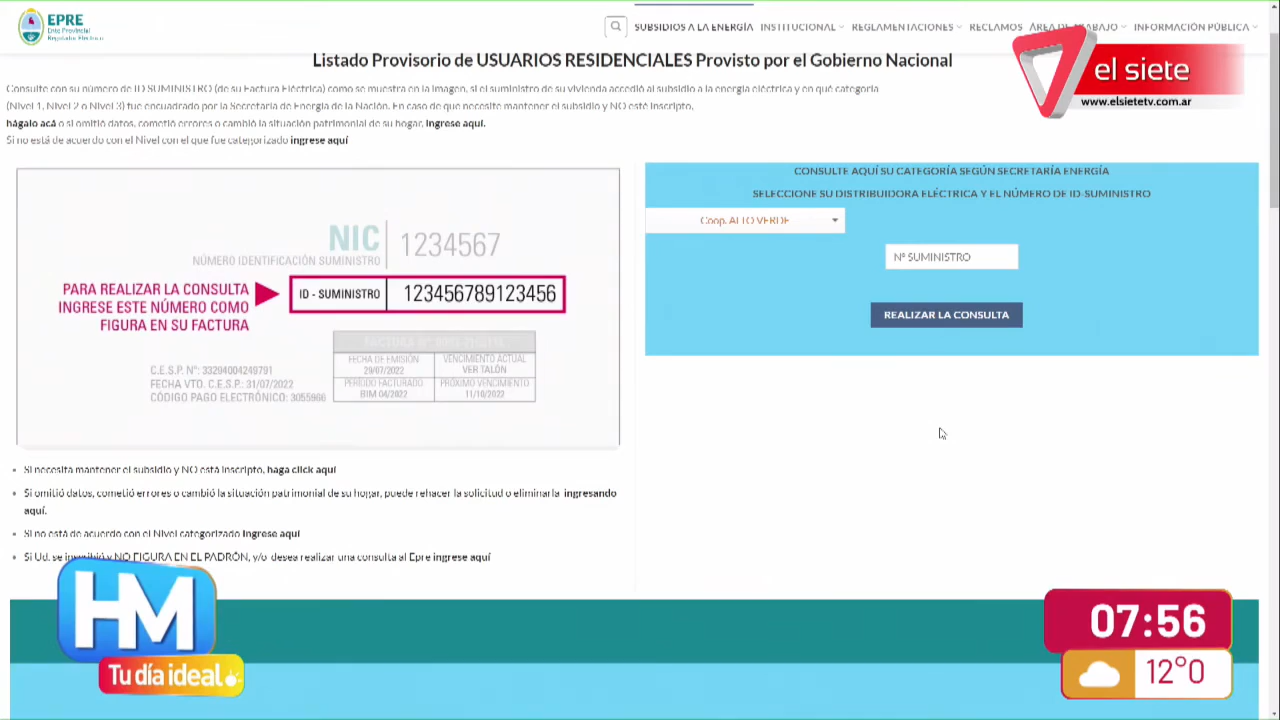 EPRE
Ente Provincial
Regulador Eléctrico
SUBSIDIOS A LA ENERGÍA
INSTITUCIONAL
REGLAMENTACIONES
RECLAMOS
ÁREA DE TRABAJO
INFORMACIÓN PÚBLICA
el siete
www.elsietetv.com.ar
Listado Provisorio de USUARIOS RESIDENCIALES Provisto por el Gobierno Nacional
Consulte con su número de ID SUMINISTRO (de su Factura Eléctrica) como se muestra en la imagen, si el suministro de su vivienda accedió al subsidio a la energía eléctrica y en qué categoría
(Nivel 1, Nivel 2 o Nivel 3) fue encuadrado por la Secretaría de Energía de la Nación. En caso de que necesite mantener el subsidio y NO esté inscripto,
hágalo acá o si omitió datos, cometió errores o cambió la situación patrimonial de su hogar, ingrese aquí.
Si no está de acuerdo con el Nivel con el que fue categorizado ingrese aquí
NIC 1234567
NÚMERO IDENTIFICACIÓN SUMINISTRO
PARA REALIZAR LA CONSULTA
INGRESE ESTE NÚMERO COMO
FIGURA EN SU FACTURA
ID - SUMINISTRO 123456789123456
C.E.S.P. Nº: 33294004249791
FECHA VTO. C.E.S.P.: 31/07/2022
CÓDIGO PAGO ELECTRÓNICO: 3055966
FECHA DE EMISIÓN
29/07/2022
VENCIMIENTO ACTUAL
VER TALÓN
PERÍODO FACTURADO
BIM 04/2022
PRÓXIMO VENCIMIENTO
11/10/2022
CONSULTE AQUÍ SU CATEGORÍA SEGÚN SECRETARÍA ENERGÍA
SELECCIONE SU DISTRIBUIDORA ELÉCTRICA Y EL NÚMERO DE ID-SUMINISTRO
Coop. ALTO VERDE
Nº SUMINISTRO
REALIZAR LA CONSULTA
Si necesita mantener el subsidio y NO está inscripto, haga click aquí
Si omitió datos, cometió errores o cambió la situación patrimonial de su hogar, puede rehacer la solicitud o eliminarla ingresando
aquí.
Si no está de acuerdo con el Nivel categorizado ingrese aquí
Si Ud. se inscribió y NO FIGURA EN EL PADRÓN, y/o desea realizar una consulta al Epre ingrese aquí
HM
Tu día ideal
07:56
12°0